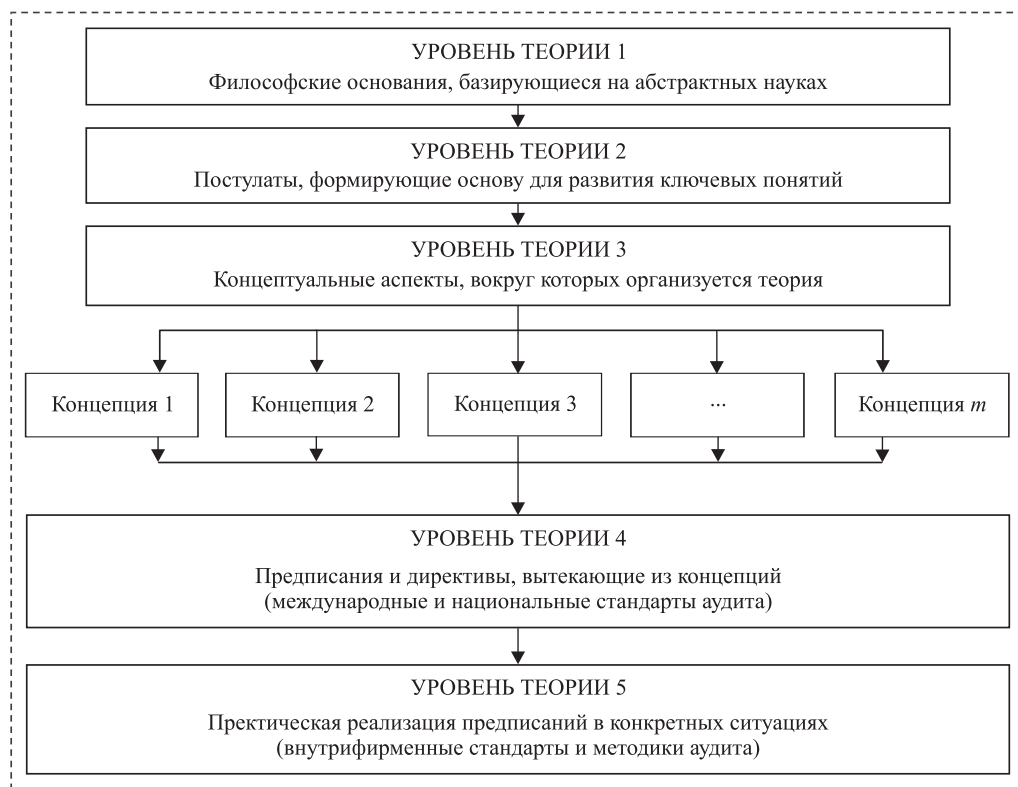 УРОВЕНЬ ТЕОРИИ 1
Философские основания, базирующиеся на абстрактных науках
УРОВЕНЬ ТЕОРИИ 2
Постулаты, формирующие основу для развития ключевых понятий
УРОВЕНЬ ТЕОРИИ 3
Концептуальные аспекты, вокруг которых организуется теория
Концепция 1
Концепция 2
Концепция 3
...
Концепция m
УРОВЕНЬ ТЕОРИИ 4
Предписания и директивы, вытекающие из концепций
(международные и национальные стандарты аудита)
УРОВЕНЬ ТЕОРИИ 5
Пректическая реализация предписаний в конкретных ситуациях
(внутрифирменные стандарты и методики аудита)